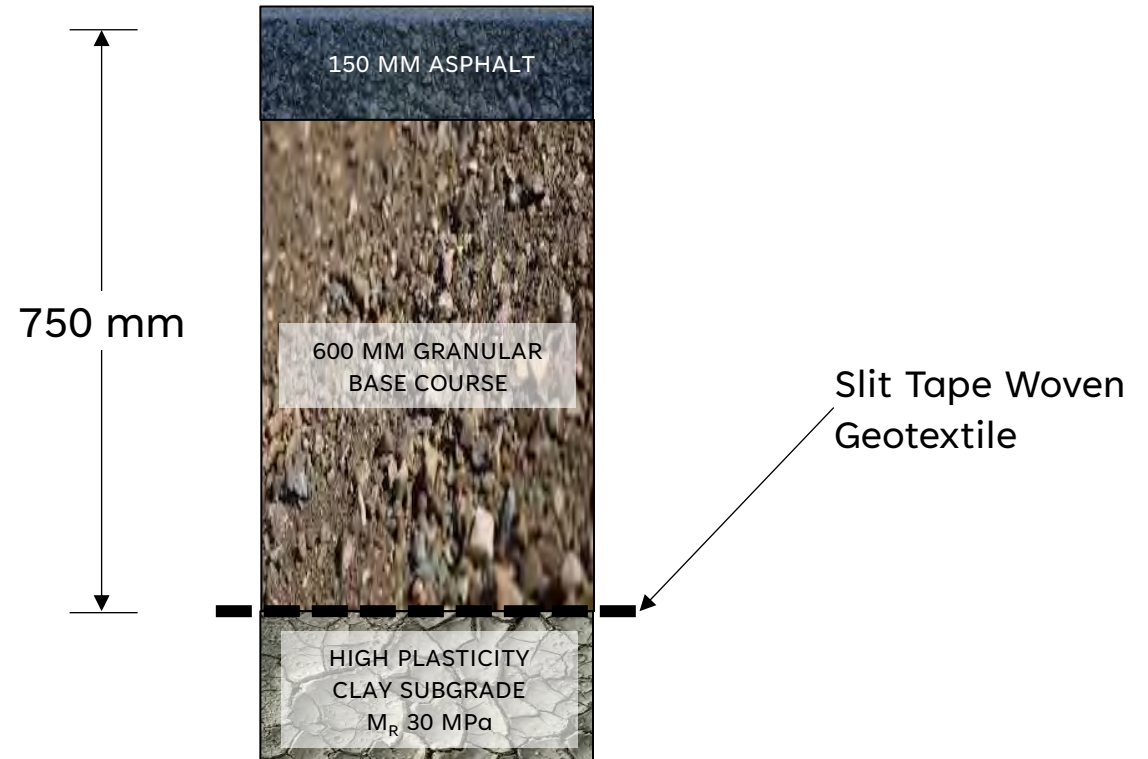 150 MM ASPHALT
750 mm
600 MM GRANULAR
BASE COURSE
Slit Tape Woven
Geotextile
HIGH PLASTICITY
CLAY SUBGRADE
MR 30 MPa